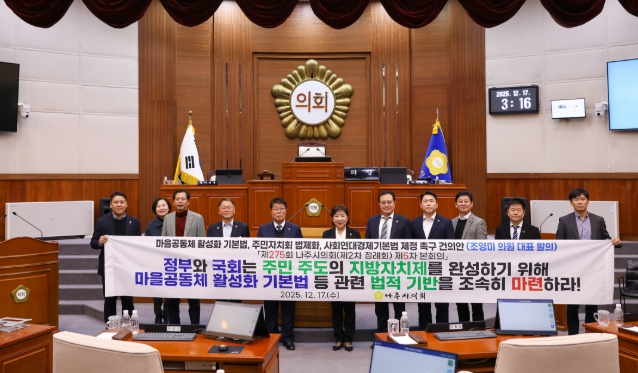 의회
2025. 12. 17.
3:16
마을공동체 활성화 기본법, 주민자치회 법제화, 사회연대경제기본법 제정 촉구 건의안 (조영미 의원 대표 발의)
「제275회 나주시의회(제2차 정례회) 제5차 본회의」
정부와 국회는 주민 주도의 지방자치제를 완성하기 위해
마을공동체 활성화 기본법 등 관련 법적 기반을 조속히 마련하라!
2025. 12. 17.(수)
나주시의회